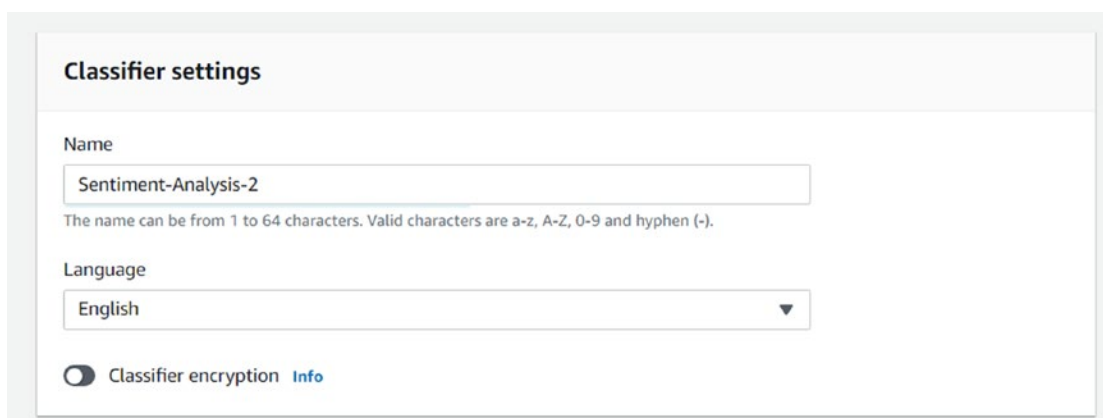 Classifier settings
Name
Sentiment-Analysis-2
The name can be from 1 to 64 characters. Valid characters are a-z, A-Z, 0-9 and hyphen (-).
Language
English
Classifier encryption Info